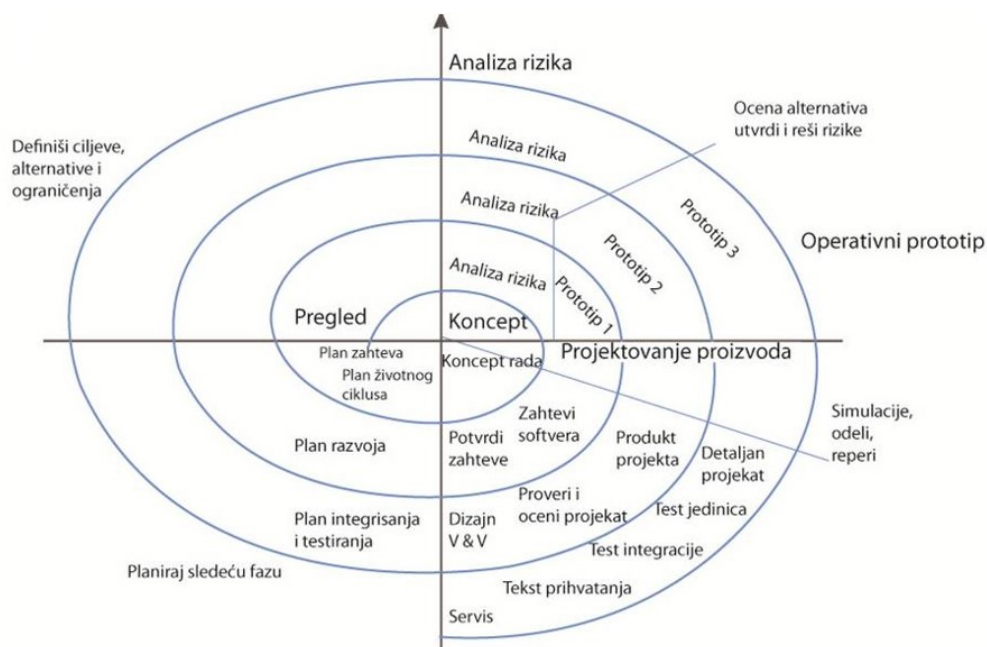 Analiza rizika
Ocena alternativa
utvrdi i reši rizike
Definiši ciljeve,
alternative i
ograničenja
Analiza rizika
Analiza rizika
Prototip 3
Operativni prototip
Prototip 2
Analiza rizika
Prototip 1
Pregled
Koncept
Plan zahteva
Koncept rada
Projektovanje proizvoda
Plan životnog
ciklusa
Simulacije,
odeli,
reperi
Zahtevi
softvera
Plan razvoja
Potvrdi
zahteve
Produkt
projekta
Detaljan
projekat
Plan integrisanja
i testiranja
Dizajn
V & V
Proveri i
oceni projekat
Test jedinica
Test integracije
Planiraj sledeću fazu
Tekst prihvatanja
Servis